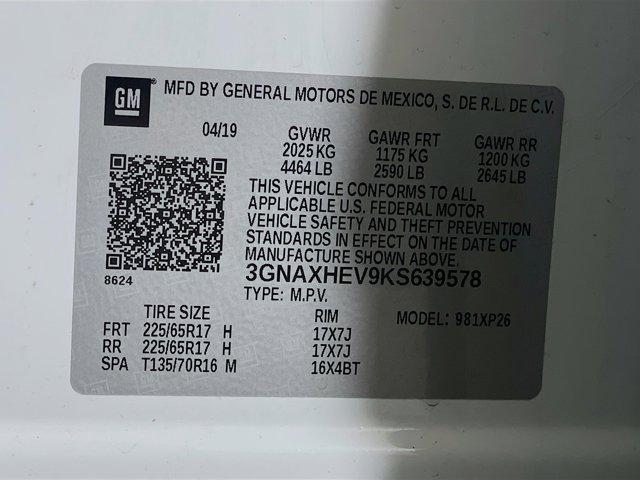 GM ® MFD BY GENERAL MOTORS DE MEXICO, S. DE R.L. DE C.V.
04/19 GVWR GAWR FRT GAWR RR
2025 KG 1175 KG 1200 KG
4464 LB 2590 LB 2645 LB
THIS VEHICLE CONFORMS TO ALL
APPLICABLE U.S. FEDERAL MOTOR
VEHICLE SAFETY AND THEFT PREVENTION
STANDARDS IN EFFECT ON THE DATE OF
MANUFACTURE SHOWN ABOVE.
8624
3GNAXHEV9KS639578
TYPE: M.P.V.
TIRE SIZE RIM MODEL: 981XP26
FRT 225/65R17 H 17X7J
RR 225/65R17 H 17X7J
SPA T135/70R16 M 16X4BT